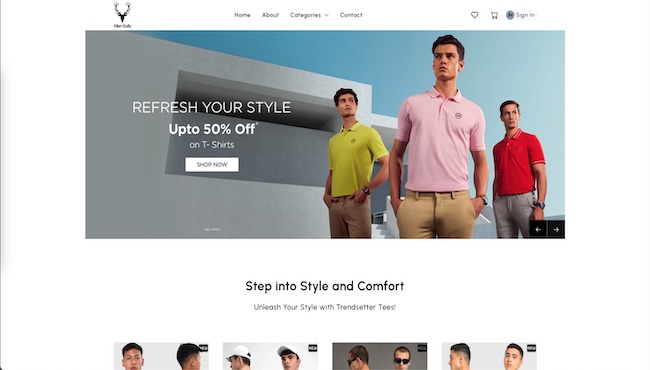 Allen Solly
Home About Categories Contact Sign In
REFRESH YOUR STYLE
Upto 50% Off*
on T- Shirts
SHOP NOW
Step into Style and Comfort
Unleash Your Style with Trendsetter Tees!
NEW NEW NEW NEW